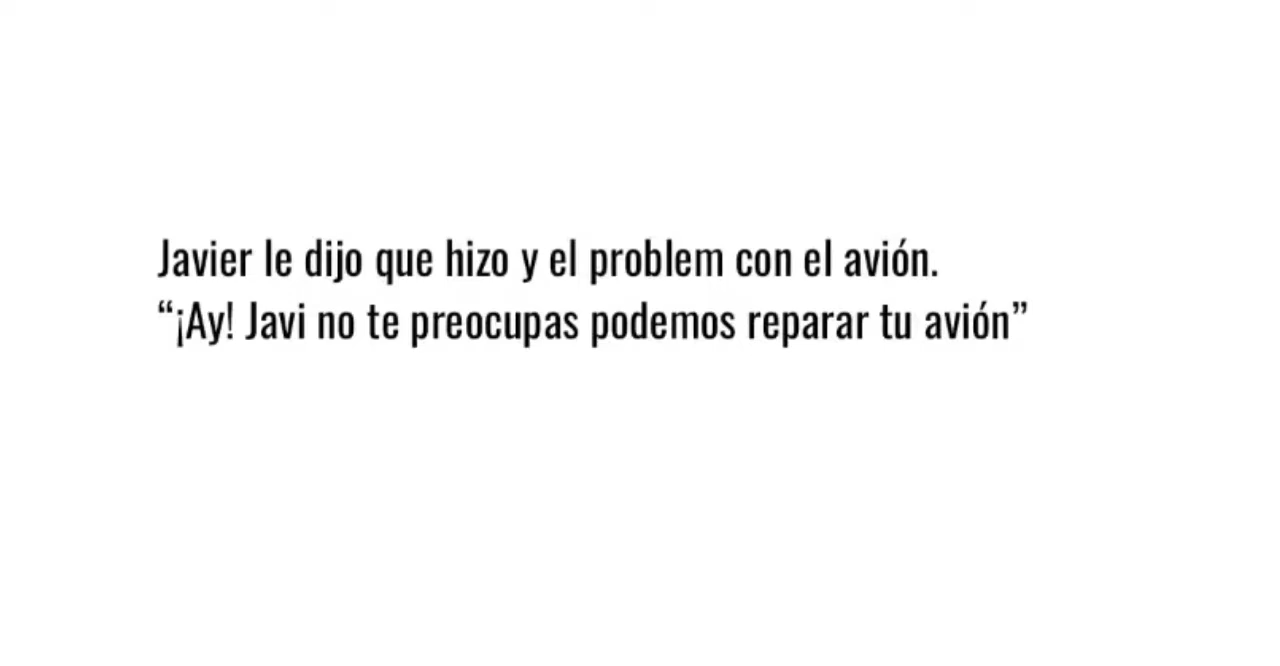 Javier le dijo que hizo y el problem con el avión.
“¡Ay! Javi no te preocupas podemos reparar tu avión”